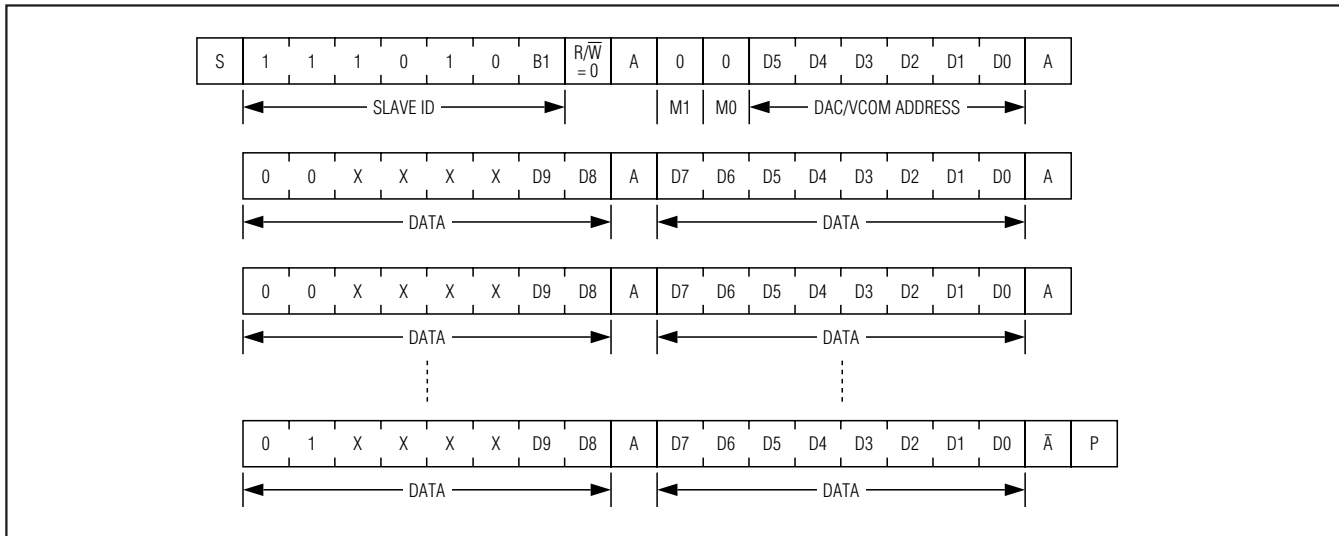 S 1 1 1 0 1 0 B1 R/W̅ = 0 A 0 0 D5 D4 D3 D2 D1 D0 A
SLAVE ID M1 M0 DAC/VCOM ADDRESS
0 0 X X X X D9 D8 A D7 D6 D5 D4 D3 D2 D1 D0 A
DATA DATA
0 0 X X X X D9 D8 A D7 D6 D5 D4 D3 D2 D1 D0 A
DATA DATA
0 1 X X X X D9 D8 A D7 D6 D5 D4 D3 D2 D1 D0 A̅ P
DATA DATA